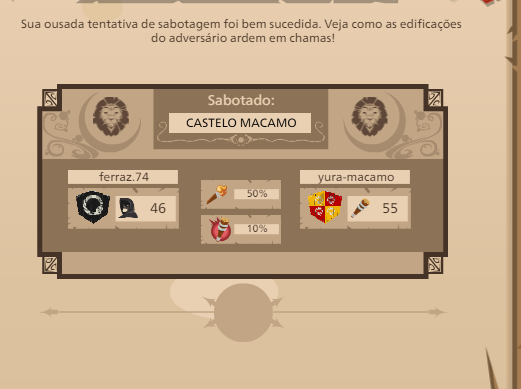 Sua ousada tentativa de sabotagem foi bem sucedida. Veja como as edificações
do adversário ardem em chamas!
Sabotado:
CASTELO MACAMO
ferraz.74
yura-macamo
46
50%
55
10%